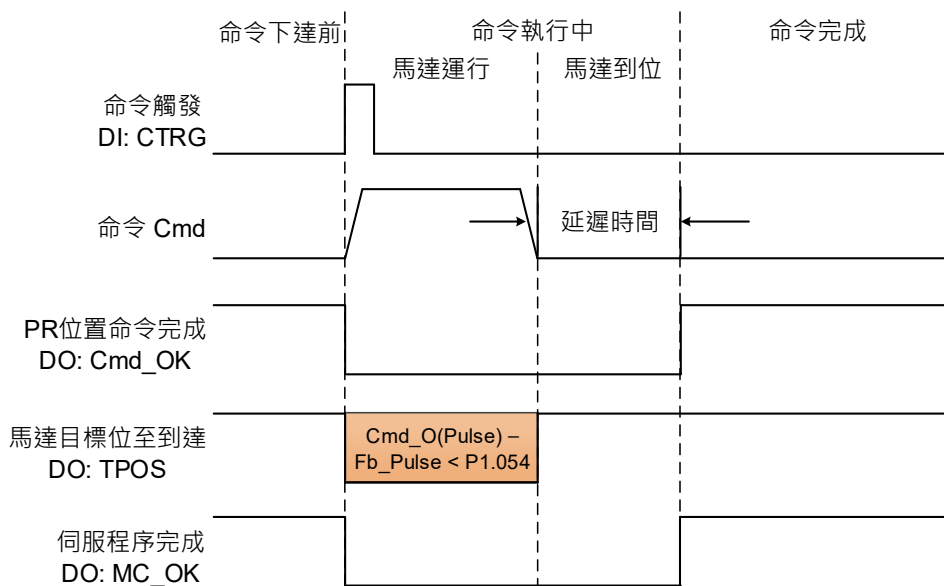 命令下達前
命令執行中
命令完成
馬達運行
馬達到位
命令觸發
DI: CTRG
命令 Cmd
延遲時間
PR位置命令完成
DO: Cmd_OK
馬達目標位至到達
DO: TPOS
Cmd_O(Pulse) –
Fb_Pulse < P1.054
伺服程序完成
DO: MC_OK